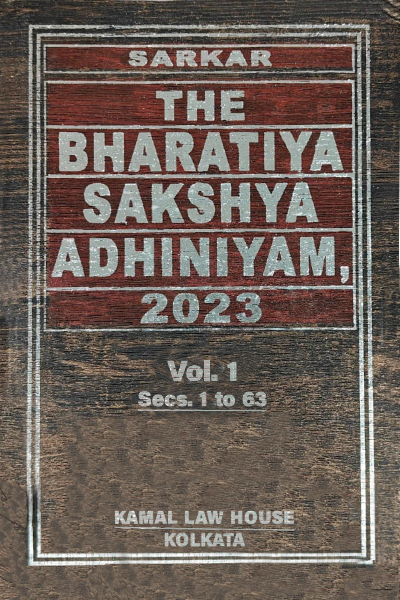 SARKAR
THE
BHARATIYA
SAKSHYA
ADHINIYAM,
2023
Vol. 1
Secs. 1 to 63
KAMAL LAW HOUSE
KOLKATA